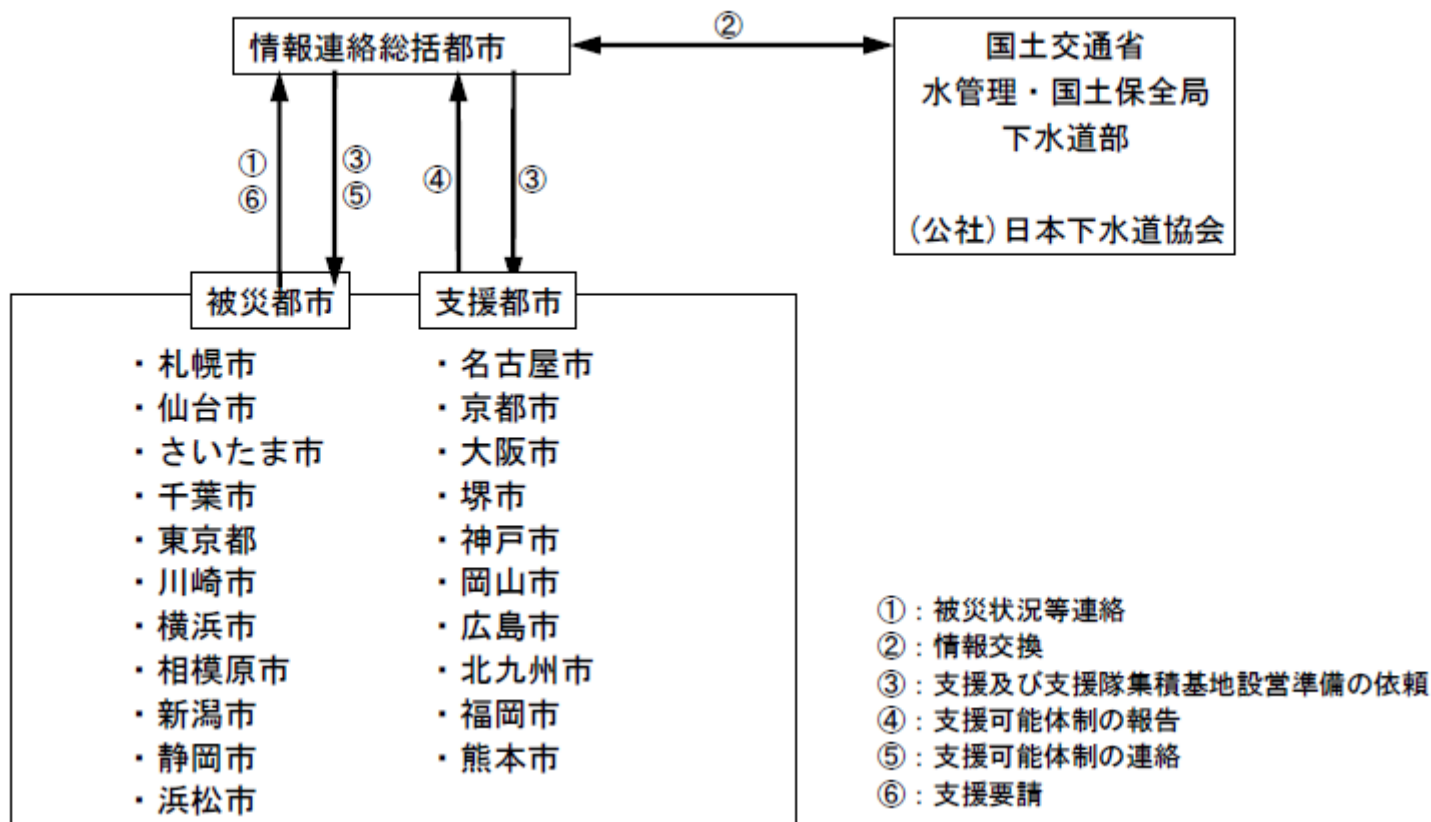 情報連絡総括都市
②
国土交通省
水管理・国土保全局
下水道部
(公社)日本下水道協会
①
⑥
③
⑤
④
③
被災都市
・札幌市
・仙台市
・さいたま市
・千葉市
・東京都
・川崎市
・横浜市
・相模原市
・新潟市
・静岡市
・浜松市
支援都市
・名古屋市
・京都市
・大阪市
・堺市
・神戸市
・岡山市
・広島市
・北九州市
・福岡市
・熊本市
①：被災状況等連絡
②：情報交換
③：支援及び支援隊集積基地設営準備の依頼
④：支援可能体制の報告
⑤：支援可能体制の連絡
⑥：支援要請